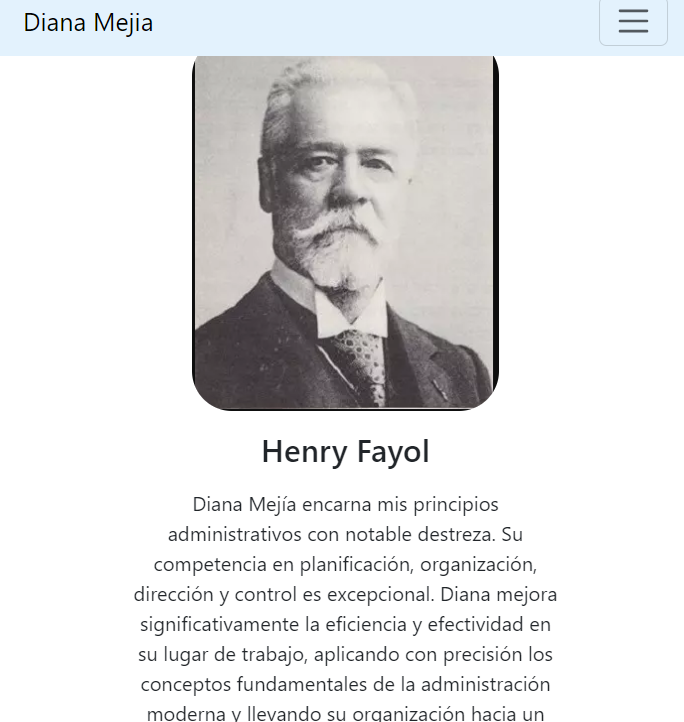 Diana Mejia
Henry Fayol
Diana Mejía encarna mis principios
administrativos con notable destreza. Su
competencia en planificación, organización,
dirección y control es excepcional. Diana mejora
significativamente la eficiencia y efectividad en
su lugar de trabajo, aplicando con precisión los
conceptos fundamentales de la administración
moderna y llevando su organización hacia un